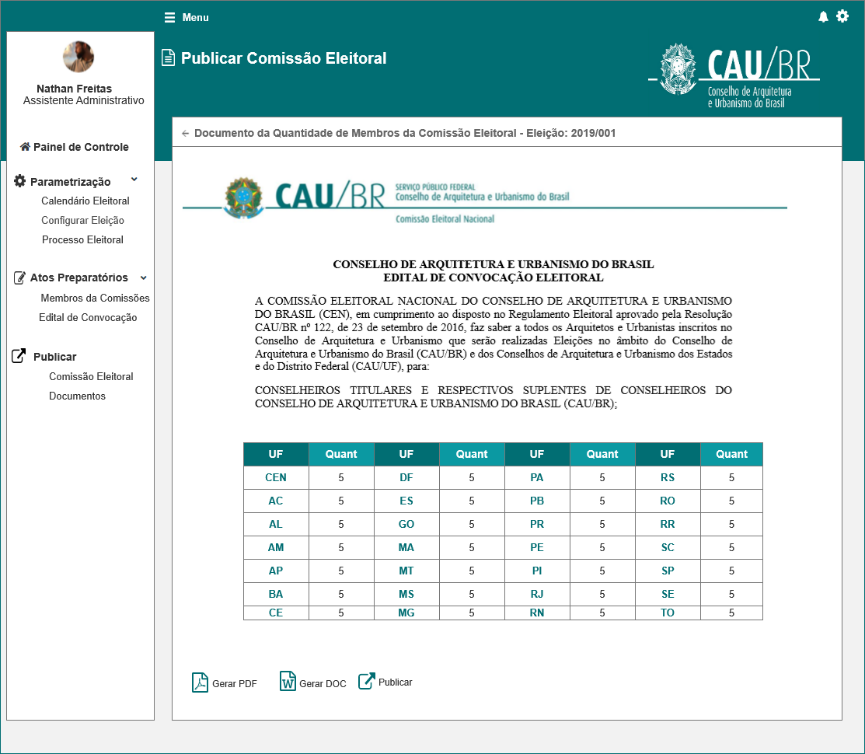 Menu
Publicar Comissão Eleitoral
CAU/BR
Conselho de Arquitetura
e Urbanismo do Brasil
Nathan Freitas
Assistente Administrativo
Painel de Controle
Parametrização
Calendário Eleitoral
Configurar Eleição
Processo Eleitoral
Atos Preparatórios
Membros da Comissões
Edital de Convocação
Publicar
Comissão Eleitoral
Documentos
Documento da Quantidade de Membros da Comissão Eleitoral - Eleição: 2019/001
CAU/BR
SERVIÇO PÚBLICO FEDERAL
Conselho de Arquitetura e Urbanismo do Brasil
Comissão Eleitoral Nacional
CONSELHO DE ARQUITETURA E URBANISMO DO BRASIL
EDITAL DE CONVOCAÇÃO ELEITORAL
A COMISSÃO ELEITORAL NACIONAL DO CONSELHO DE ARQUITETURA E URBANISMO
DO BRASIL (CEN), em cumprimento ao disposto no Regulamento Eleitoral aprovado pela Resolução
CAU/BR nº 122, de 23 de setembro de 2016, faz saber a todos os Arquitetos e Urbanistas inscritos no
Conselho de Arquitetura e Urbanismo que serão realizadas Eleições no âmbito do Conselho de
Arquitetura e Urbanismo do Brasil (CAU/BR) e dos Conselhos de Arquitetura e Urbanismo dos Estados
e do Distrito Federal (CAU/UF), para:
CONSELHEIROS TITULARES E RESPECTIVOS SUPLENTES DE CONSELHEIROS DO
CONSELHO DE ARQUITETURA E URBANISMO DO BRASIL (CAU/BR);
UF Quant UF Quant UF Quant UF Quant
CEN 5 DF 5 PA 5 RS 5
AC 5 ES 5 PB 5 RO 5
AL 5 GO 5 PR 5 RR 5
AM 5 MA 5 PE 5 SC 5
AP 5 MT 5 PI 5 SP 5
BA 5 MS 5 RJ 5 SE 5
CE 5 MG 5 RN 5 TO 5
Gerar PDF W Gerar DOC Publicar